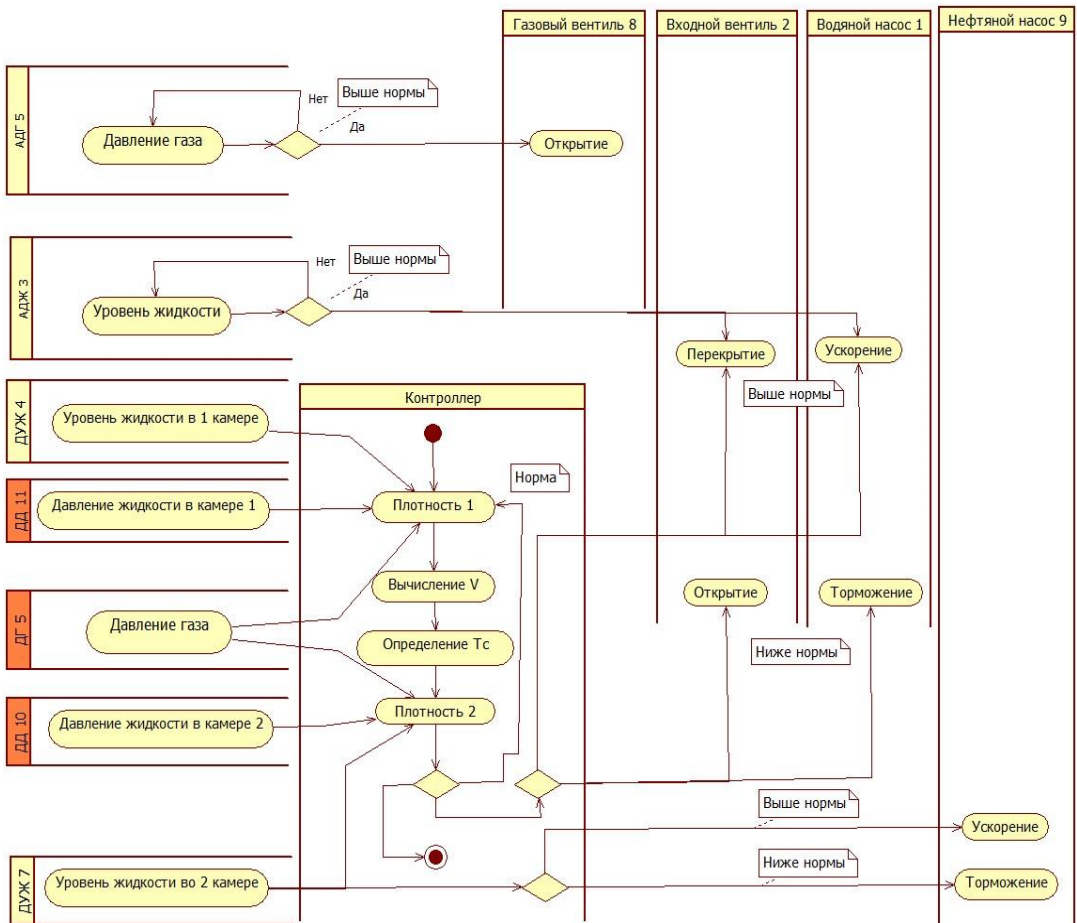 Газовый вентиль 8
Входной вентиль 2
Водяной насос 1
Нефтяной насос 9
АДГ 5
Давление газа
Нет
Выше нормы
Да
Открытие
АДЖ 3
Уровень жидкости
Нет
Выше нормы
Да
Перекрытие
Ускорение
Выше нормы
ДУЖ 4
Уровень жидкости в 1 камере
Контроллер
Норма
ДД 11
Давление жидкости в камере 1
Плотность 1
Вычисление V
Открытие
Торможение
ДГ 5
Давление газа
Определение Тс
Ниже нормы
ДД 10
Давление жидкости в камере 2
Плотность 2
Выше нормы
Ускорение
ДУЖ 7
Уровень жидкости во 2 камере
Ниже нормы
Торможение